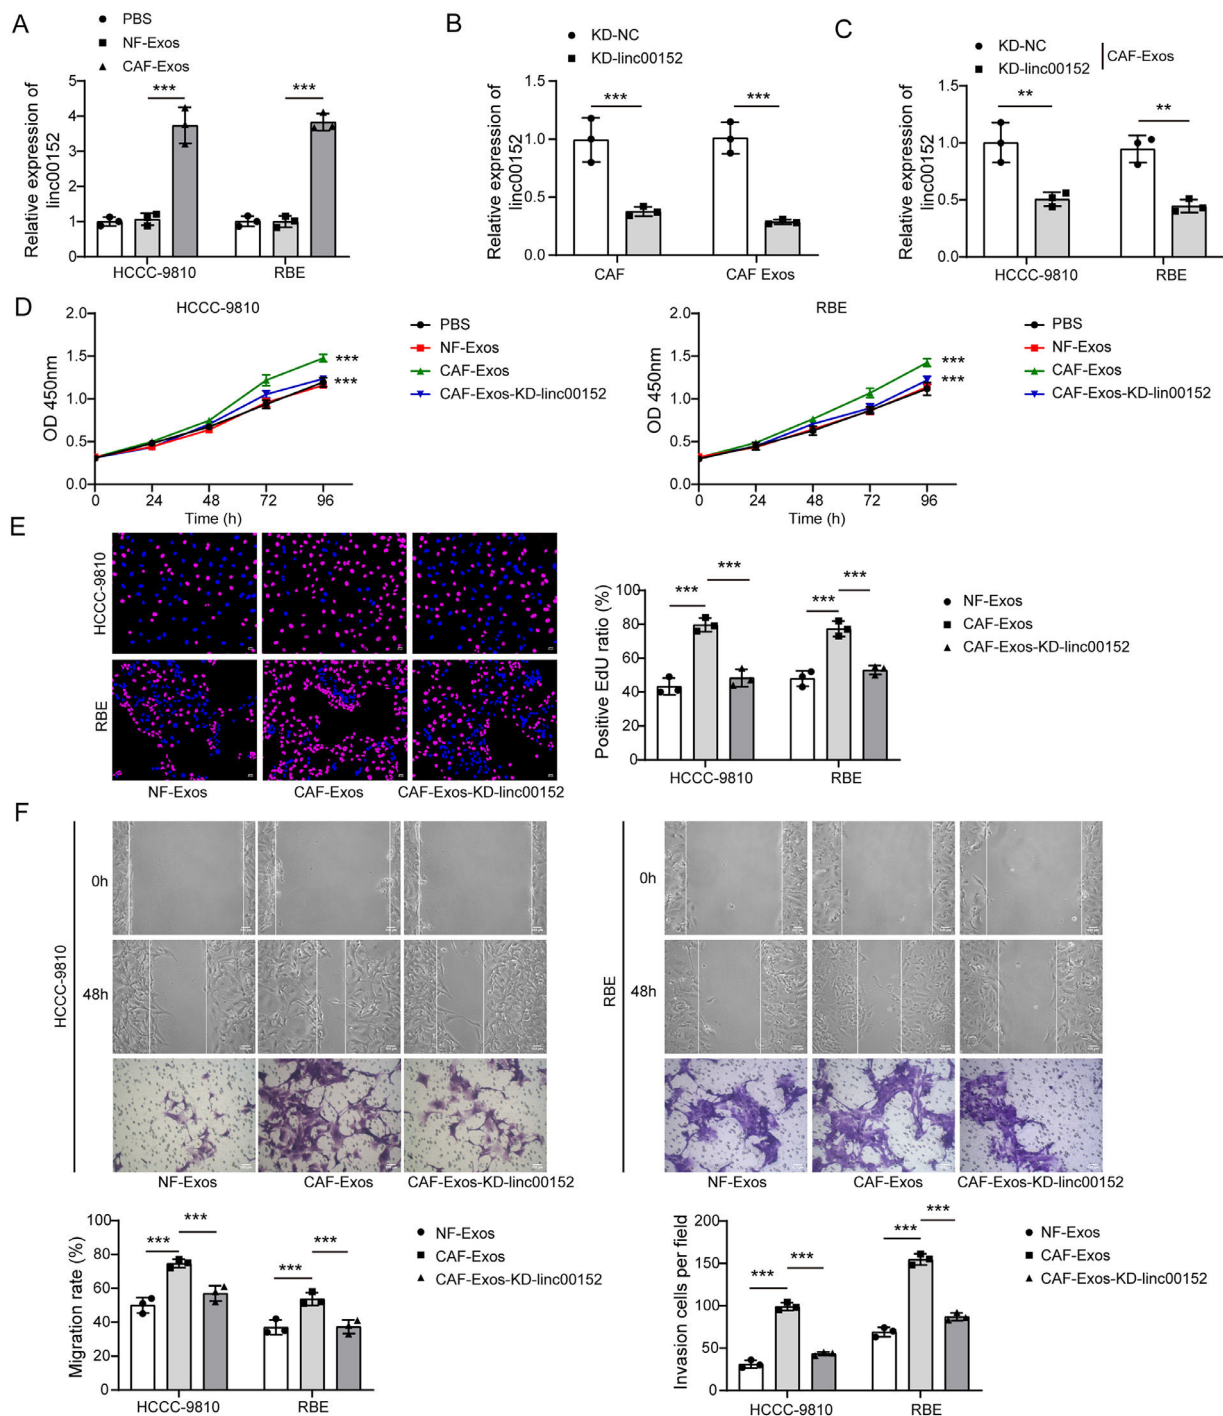 A
PBS
NF-Exos
CAF-Exos
Relative expression of
linc00152
5
4
3
2
1
0
***
***
HCCC-9810
RBE
B
KD-NC
KD-linc00152
Relative expression of
linc00152
1.5
1.0
0.5
0.0
***
***
CAF
CAF Exos
C
KD-NC
KD-linc00152
CAF-Exos
Relative expression of
linc00152
1.5
1.0
0.5
0.0
**
**
HCCC-9810
RBE
D
HCCC-9810
OD 450nm
2.0
1.5
1.0
0.5
0.0
0
24
48
72
96
Time (h)
***
***
PBS
NF-Exos
CAF-Exos
CAF-Exos-KD-linc00152
RBE
OD 450nm
2.0
1.5
1.0
0.5
0.0
0
24
48
72
96
Time (h)
***
***
PBS
NF-Exos
CAF-Exos
CAF-Exos-KD-lin00152
E
HCCC-9810
RBE
NF-Exos
CAF-Exos
CAF-Exos-KD-linc00152
Positive EdU ratio (%)
100
80
60
40
20
0
***
***
***
***
HCCC-9810
RBE
NF-Exos
CAF-Exos
CAF-Exos-KD-linc00152
F
HCCC-9810
0h
48h
NF-Exos
CAF-Exos
CAF-Exos-KD-linc00152
RBE
0h
48h
NF-Exos
CAF-Exos
CAF-Exos-KD-linc00152
Migration rate (%)
100
80
60
40
20
0
***
***
***
***
HCCC-9810
RBE
NF-Exos
CAF-Exos
CAF-Exos-KD-linc00152
Invasion cells per field
200
150
100
50
0
***
***
***
***
HCCC-9810
RBE
NF-Exos
CAF-Exos
CAF-Exos-KD-linc00152